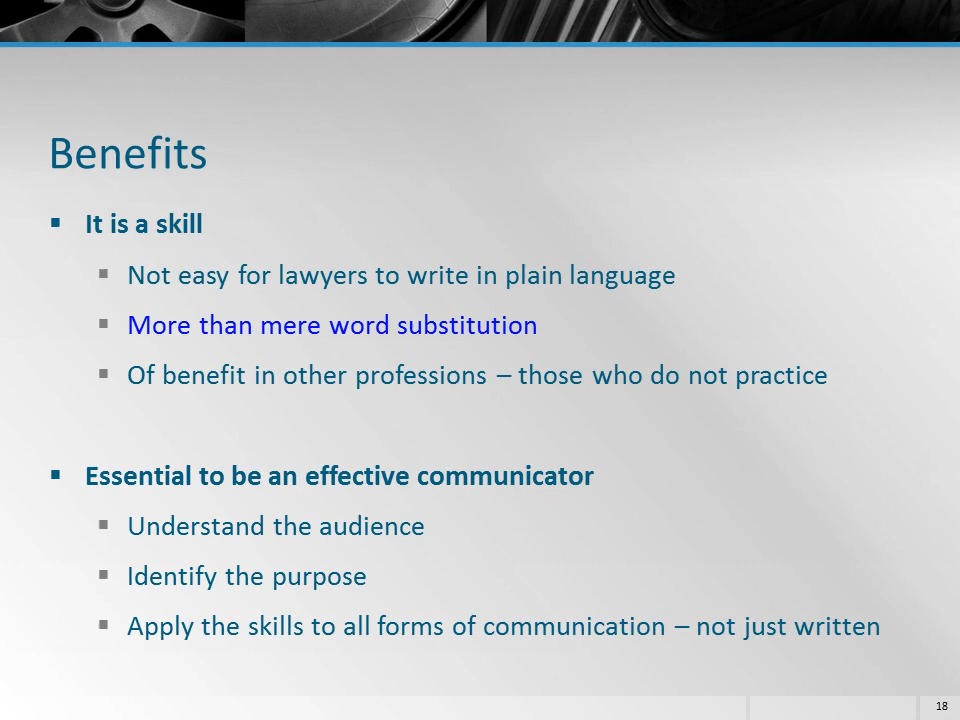 Benefits
▪ It is a skill
▪ Not easy for lawyers to write in plain language
▪ More than mere word substitution
▪ Of benefit in other professions – those who do not practice
▪ Essential to be an effective communicator
▪ Understand the audience
▪ Identify the purpose
▪ Apply the skills to all forms of communication – not just written
18